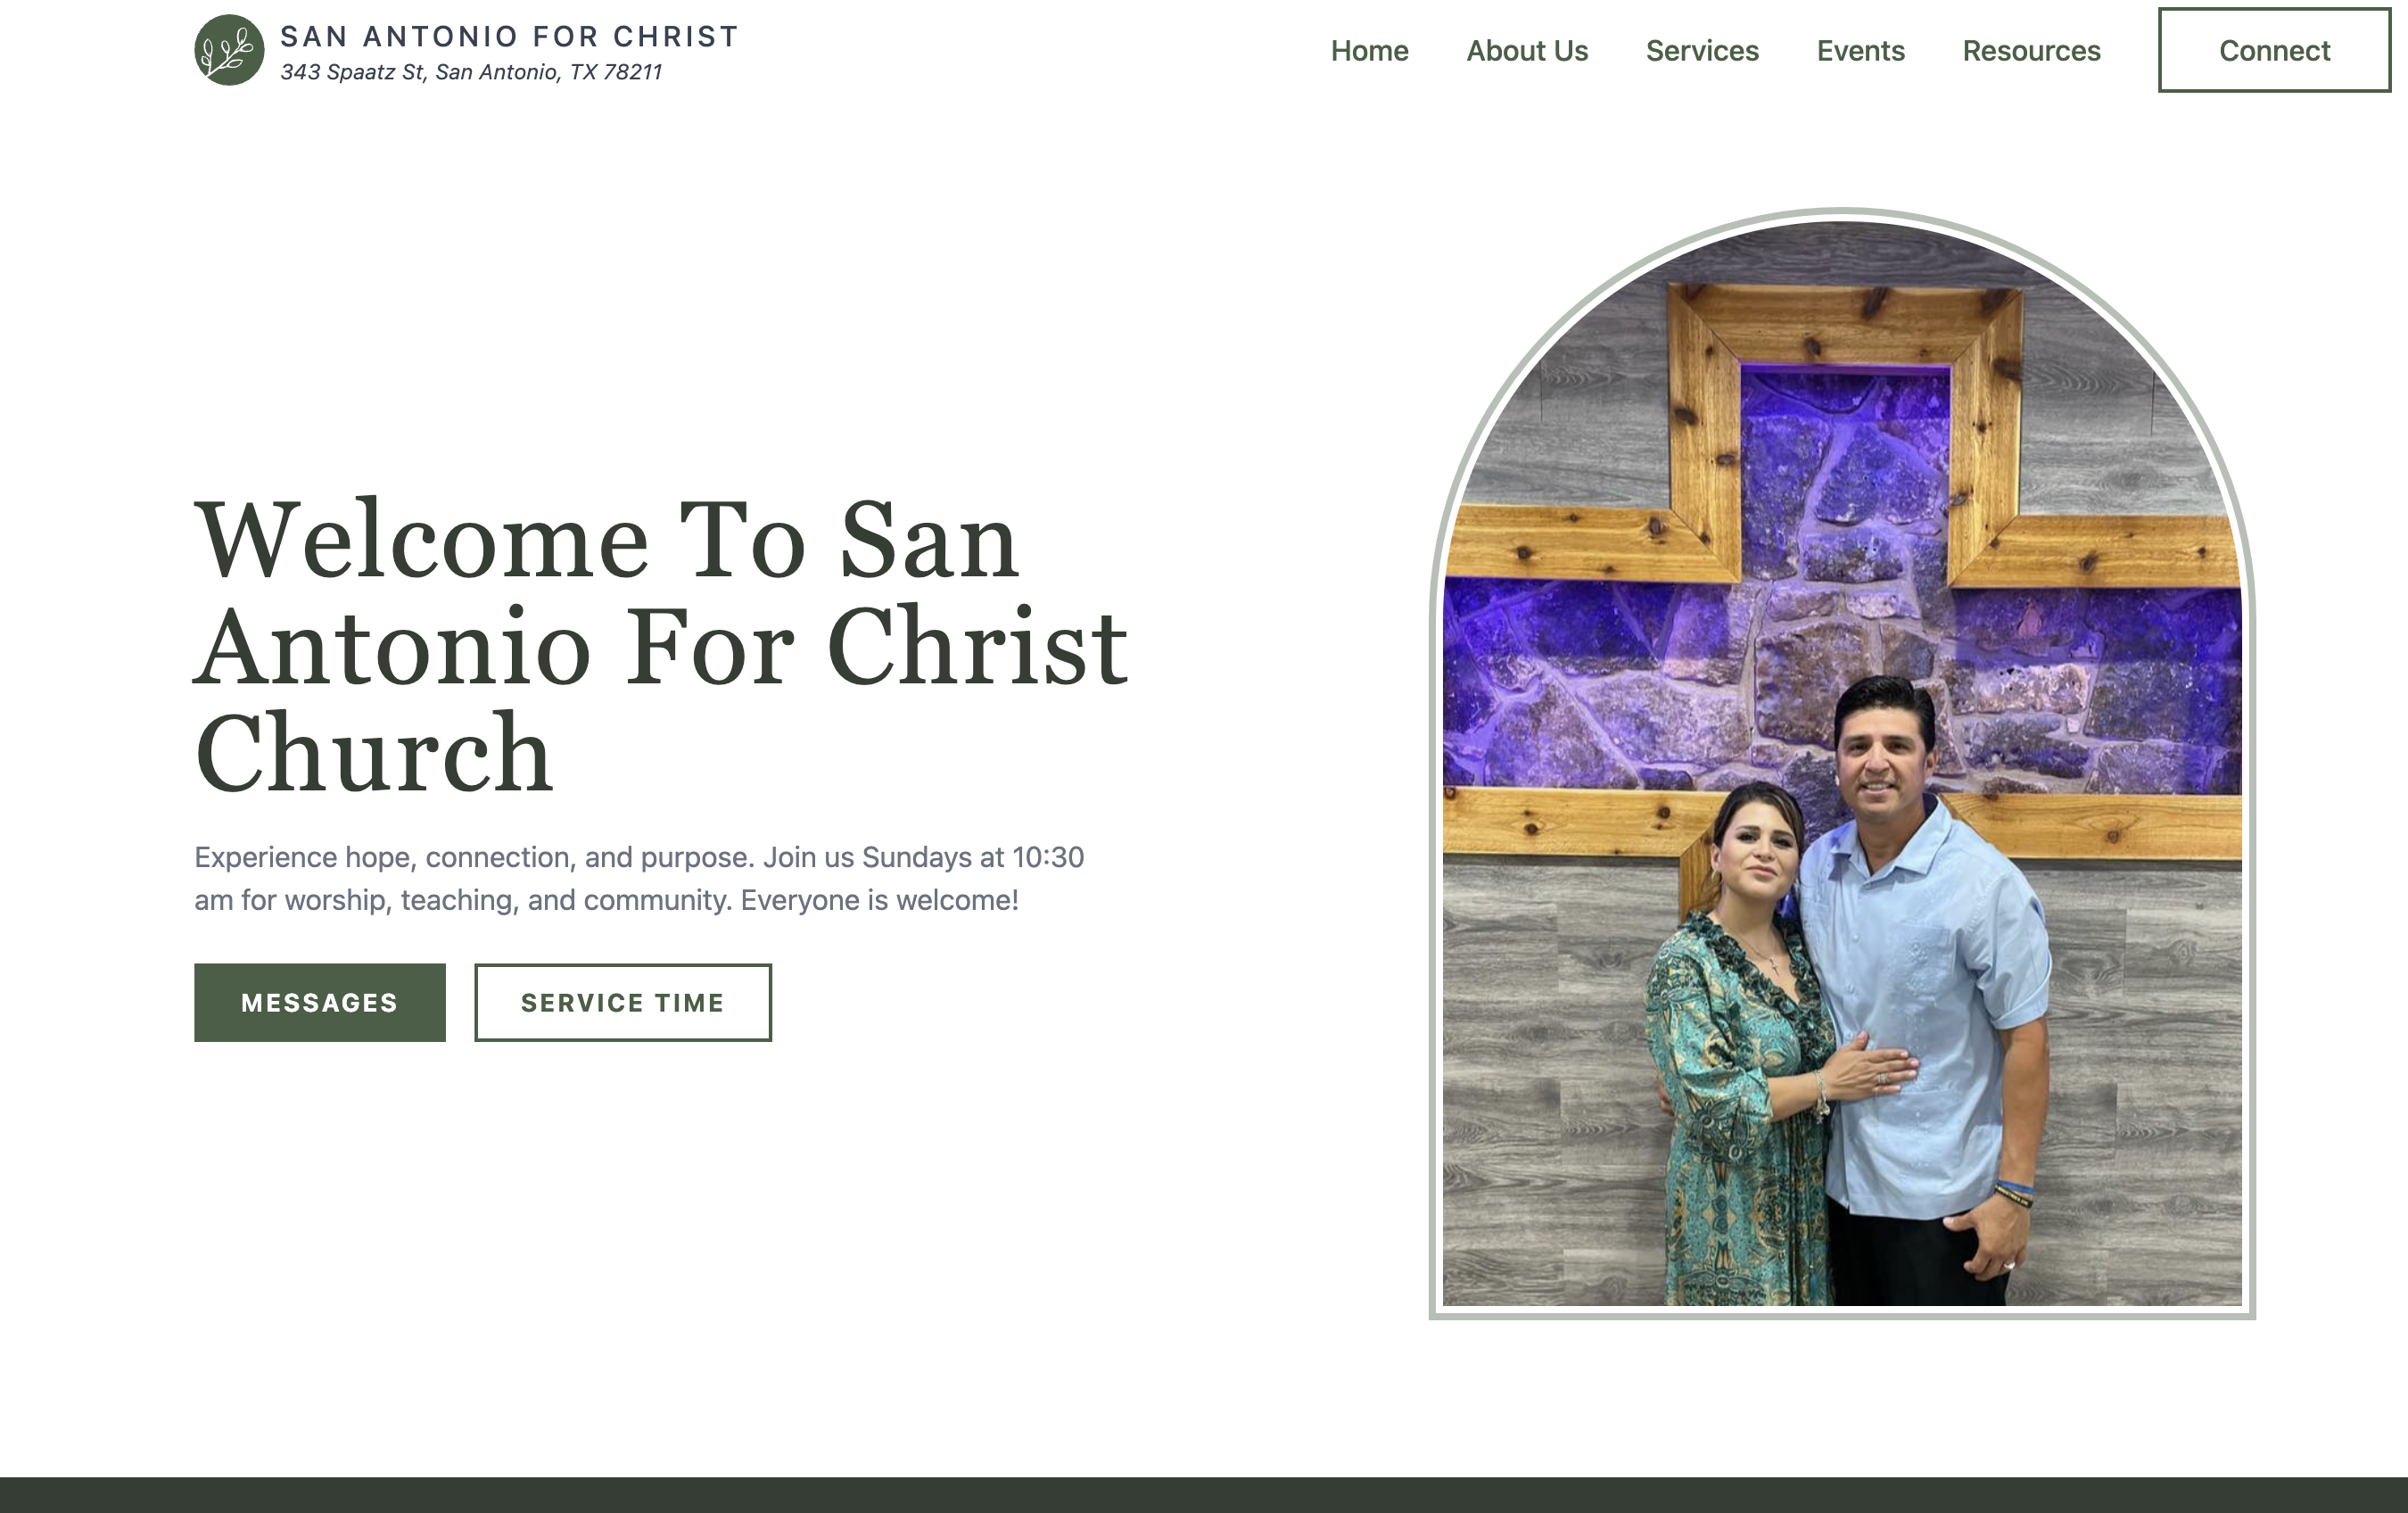 SAN ANTONIO FOR CHRIST
343 Spaatz St, San Antonio, TX 78211
Home
About Us
Services
Events
Resources
Connect
Welcome To San
Antonio For Christ
Church
Experience hope, connection, and purpose. Join us Sundays at 10:30
am for worship, teaching, and community. Everyone is welcome!
MESSAGES
SERVICE TIME